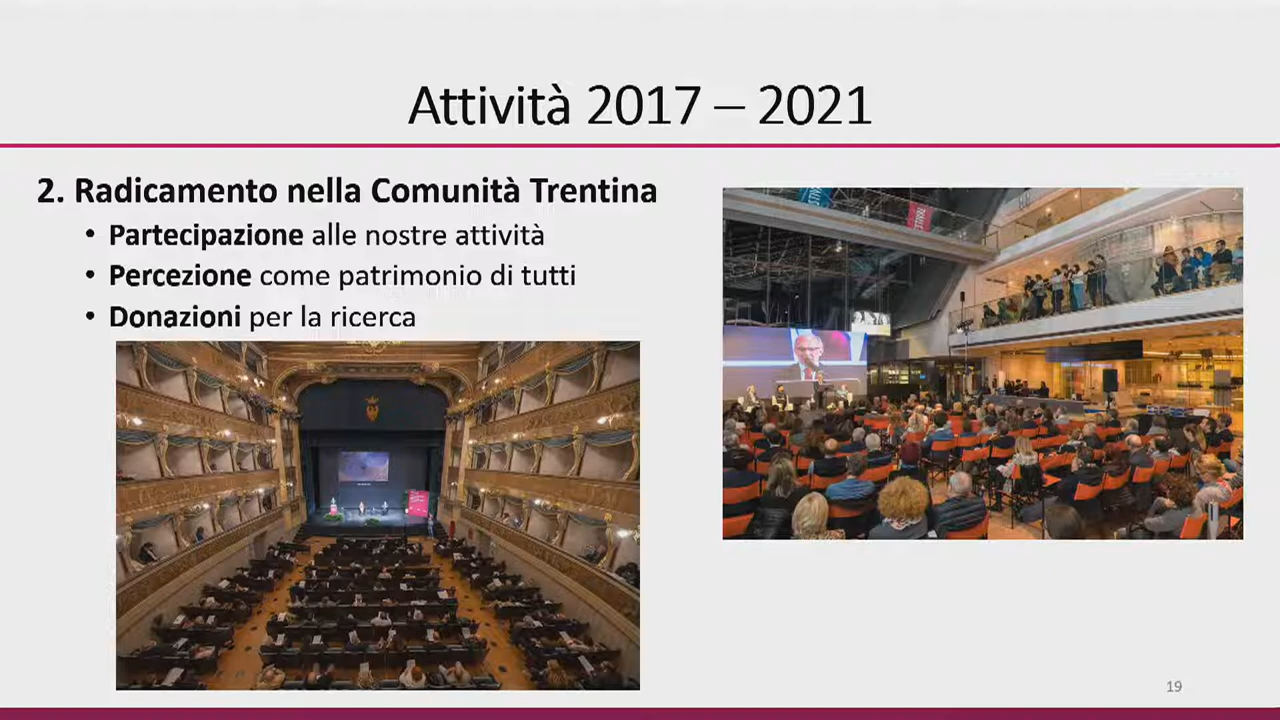 Attività 2017 – 2021
2. Radicamento nella Comunità Trentina
• Partecipazione alle nostre attività
• Percezione come patrimonio di tutti
• Donazioni per la ricerca
19